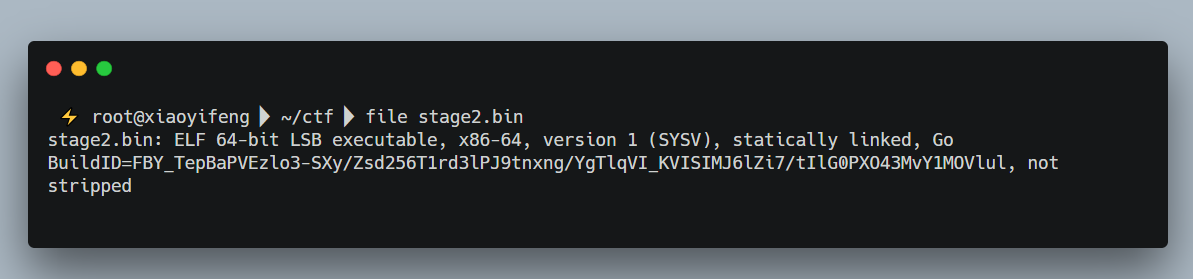 ⚡ root@xiaoyifeng ~/ctf file stage2.bin
stage2.bin: ELF 64-bit LSB executable, x86-64, version 1 (SYSV), statically linked, Go
BuildID=FBY_TepBaPVEzlo3-SXy/Zsd256T1rd3lPJ9tnxng/YgTlqVI_KVISIMJ6lZi7/tIlG0PXO43MvY1MOVlul, not
stripped